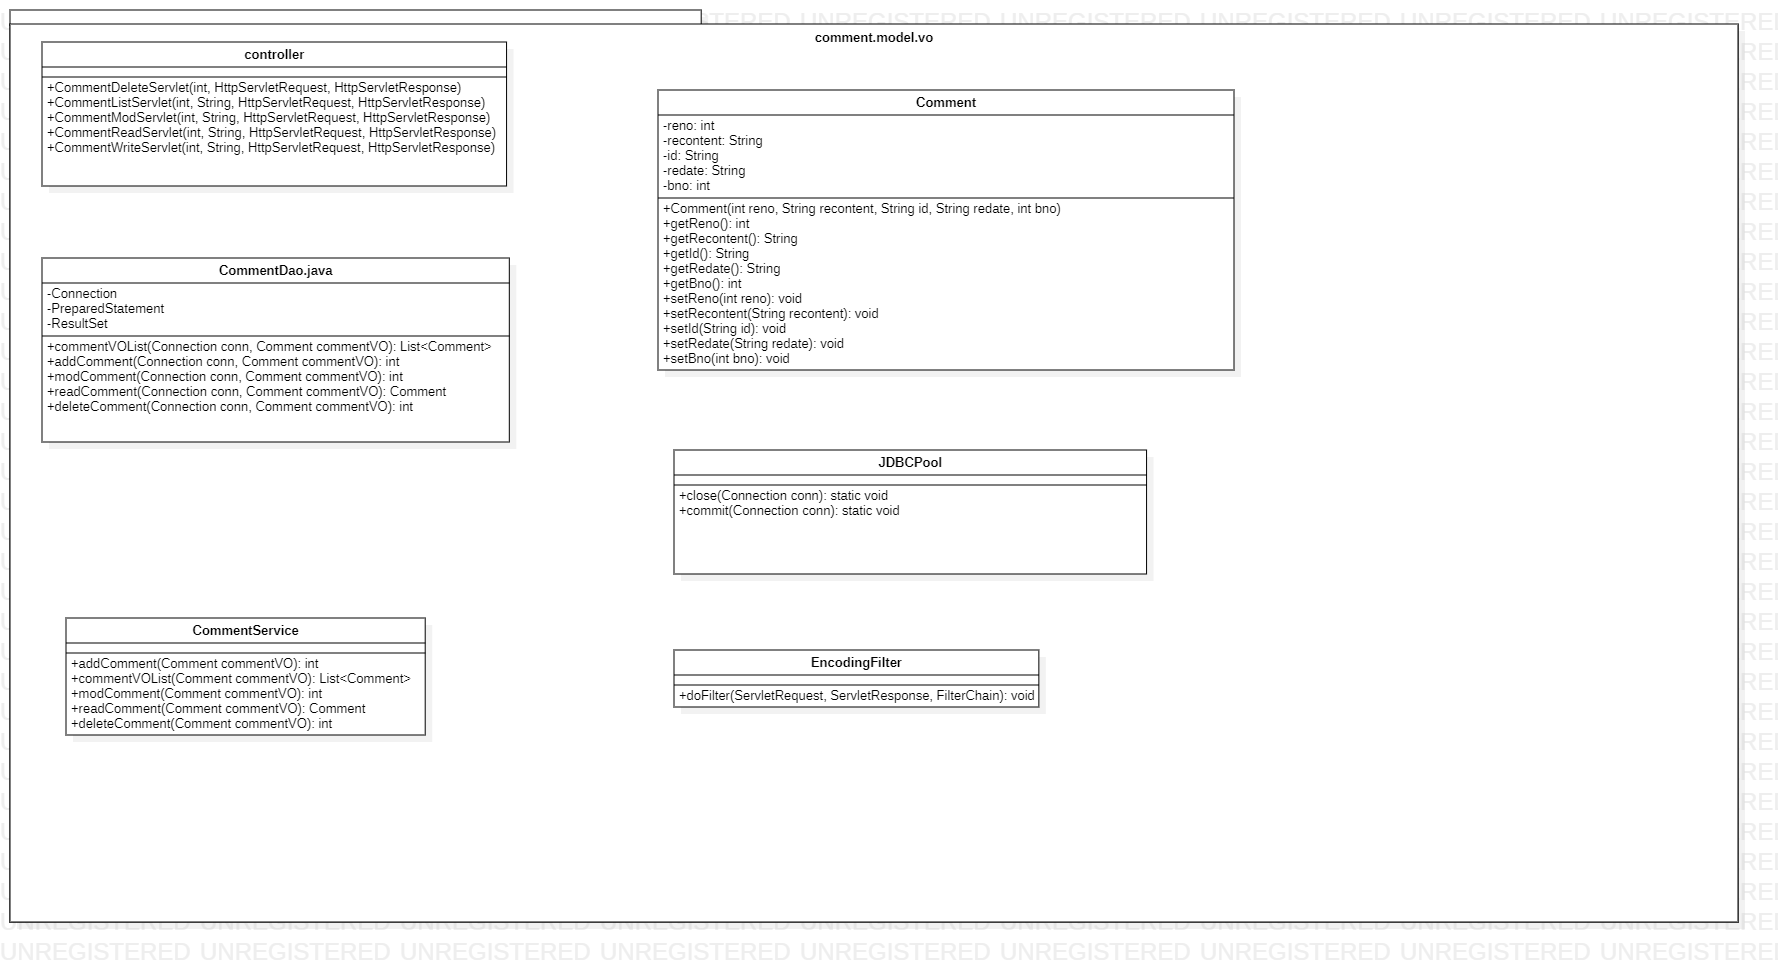 comment.model.vo
controller
+CommentDeleteServlet(int, HttpServletRequest, HttpServletResponse)
+CommentListServlet(int, String, HttpServletRequest, HttpServletResponse)
+CommentModServlet(int, String, HttpServletRequest, HttpServletResponse)
+CommentReadServlet(int, String, HttpServletRequest, HttpServletResponse)
+CommentWriteServlet(int, String, HttpServletRequest, HttpServletResponse)
Comment
-reno: int
-recontent: String
-id: String
-redate: String
-bno: int
+Comment(int reno, String recontent, String id, String redate, int bno)
+getReno(): int
+getRecontent(): String
+getId(): String
+getRedate(): String
+getBno(): int
+setReno(int reno): void
+setRecontent(String recontent): void
+setId(String id): void
+setRedate(String redate): void
+setBno(int bno): void
CommentDao.java
-Connection
-PreparedStatement
-ResultSet
+commentVOList(Connection conn, Comment commentVO): List<Comment>
+addComment(Connection conn, Comment commentVO): int
+modComment(Connection conn, Comment commentVO): int
+readComment(Connection conn, Comment commentVO): Comment
+deleteComment(Connection conn, Comment commentVO): int
JDBCPool
+close(Connection conn): static void
+commit(Connection conn): static void
CommentService
+addComment(Comment commentVO): int
+commentVOList(Comment commentVO): List<Comment>
+modComment(Comment commentVO): int
+readComment(Comment commentVO): Comment
+deleteComment(Comment commentVO): int
EncodingFilter
+doFilter(ServletRequest, ServletResponse, FilterChain): void
UNREGISTERED UNREGISTERED UNREGISTERED UNREGISTERED UNREGISTERED UNREGISTERED UNREGISTERED UNREGISTERED